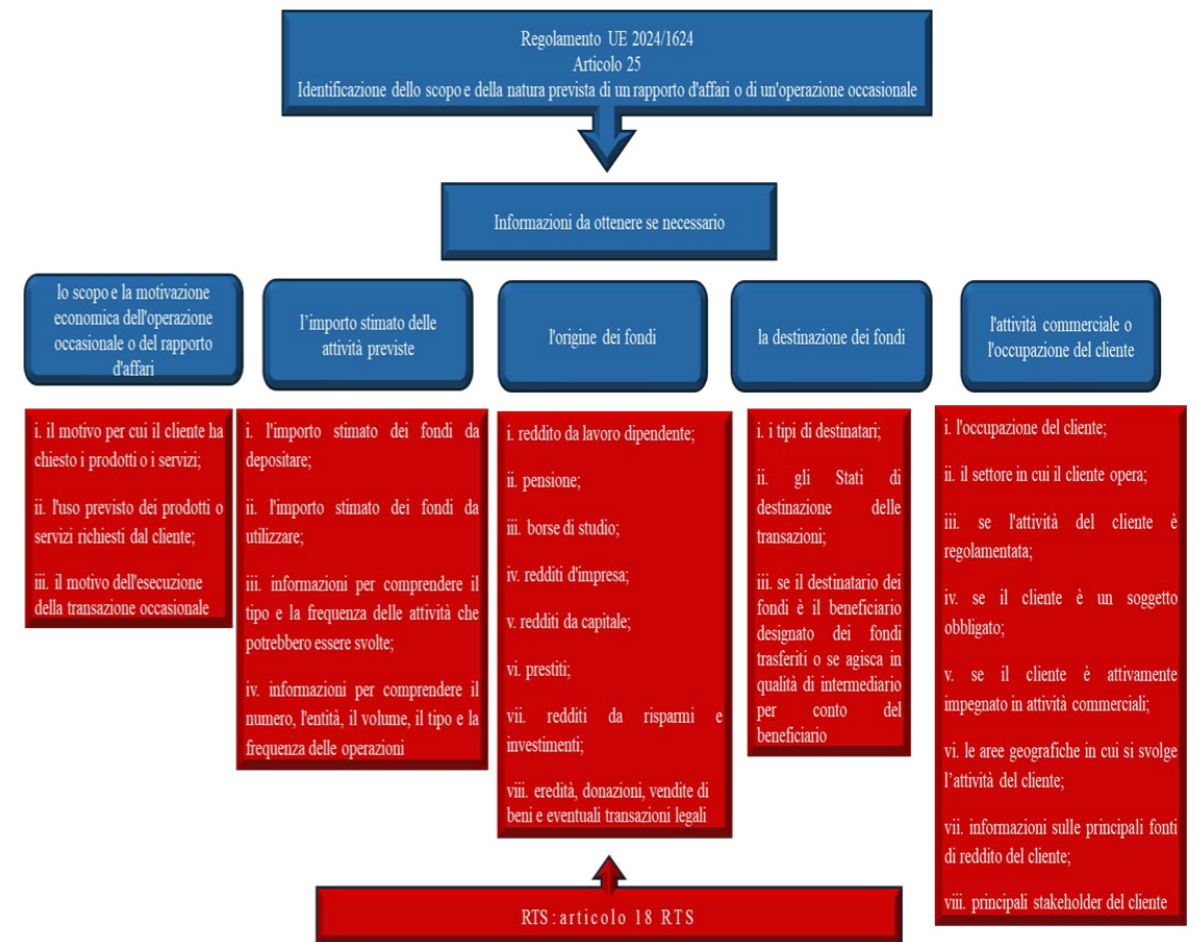 Regolamento UE 2024/1624
Articolo 25
Identificazione dello scopo e della natura prevista di un rapporto d'affari o di un'operazione occasionale
Informazioni da ottenere se necessario
lo scopo e la motivazione
economica dell'operazione
occasionale o del rapporto
d'affari
l'importo stimato delle
attività previste
l'origine dei fondi
la destinazione dei fondi
l'attività commerciale o
l'occupazione del cliente
i. il motivo per cui il cliente ha
chiesto i prodotti o i servizi;
ii. l'uso previsto dei prodotti o
servizi richiesti dal cliente;
iii. il motivo dell'esecuzione
della transazione occasionale
i. l'importo stimato dei fondi da
depositare;
ii. l'importo stimato dei fondi da
utilizzare;
iii. informazioni per comprendere il
tipo e la frequenza delle attività che
potrebbero essere svolte;
iv. informazioni per comprendere il
numero, l'entità, il volume, il tipo e la
frequenza delle operazioni
i. reddito da lavoro dipendente;
ii. pensione;
iii. borse di studio;
iv. redditi d'impresa;
v. redditi da capitale;
vi. prestiti;
vii. redditi da risparmi e
investimenti;
viii. eredità, donazioni, vendite di
beni e eventuali transazioni legali
i. i tipi di destinatari;
ii. gli Stati di
destinazione delle
transazioni;
iii. se il destinatario dei
fondi è il beneficiario
designato dei fondi
trasferiti o se agisca in
qualità di intermediario
per conto del
beneficiario
i. l'occupazione del cliente;
ii. il settore in cui il cliente opera;
iii. se l'attività del cliente è
regolamentata;
iv. se il cliente è un soggetto
obbligato;
v. se il cliente è attivamente
impegnato in attività commerciali;
vi. le aree geografiche in cui si svolge
l'attività del cliente;
vii. informazioni sulle principali fonti
di reddito del cliente;
viii. principali stakeholder del cliente
RTS : articolo 18 RTS